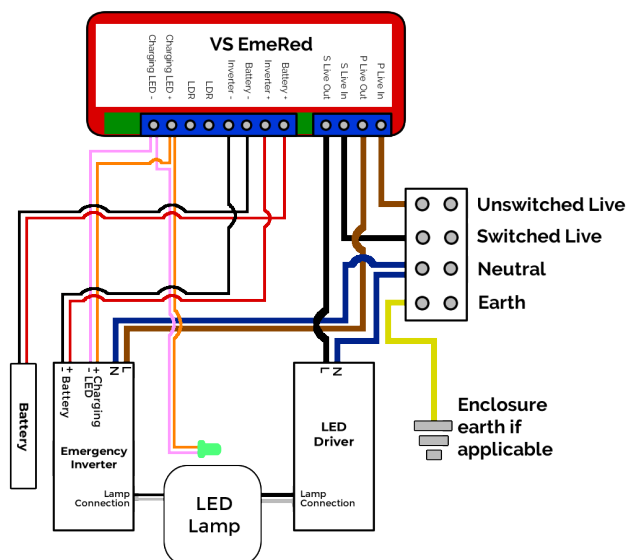 VS EmeRed
Charging LED -
Charging LED +
LDR
LDR
Inverter -
Battery -
Inverter +
Battery +
S Live Out
S Live In
P Live Out
P Live In
Unswitched Live
Switched Live
Neutral
Earth
Enclosure
earth if
applicable
Battery
- +
Battery
- +
Charging
LED
N
L
Emergency
Inverter
Lamp
Connection
LED
Lamp
L
N
LED
Driver
Lamp
Connection